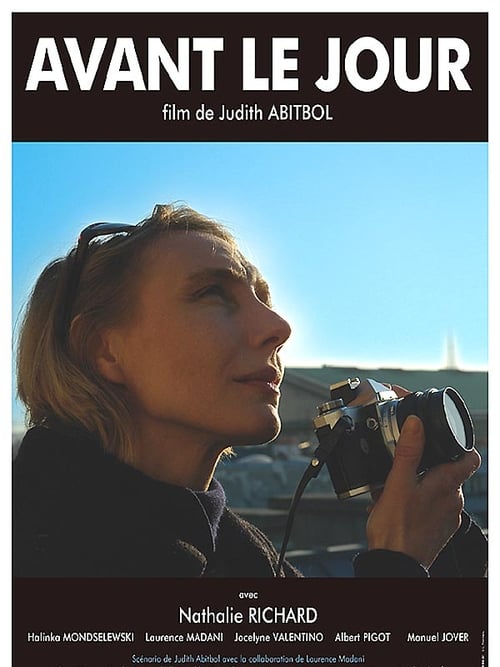 AVANT LE JOUR
film de Judith ABITBOL
avec
Nathalie RICHARD
Halinka MONDSELEWSKI Laurence MADANI Jocelyne VALENTINO Albert PIGOT Manuel JOVER
Scénario de Judith Abitbol avec la collaboration de Laurence Madani